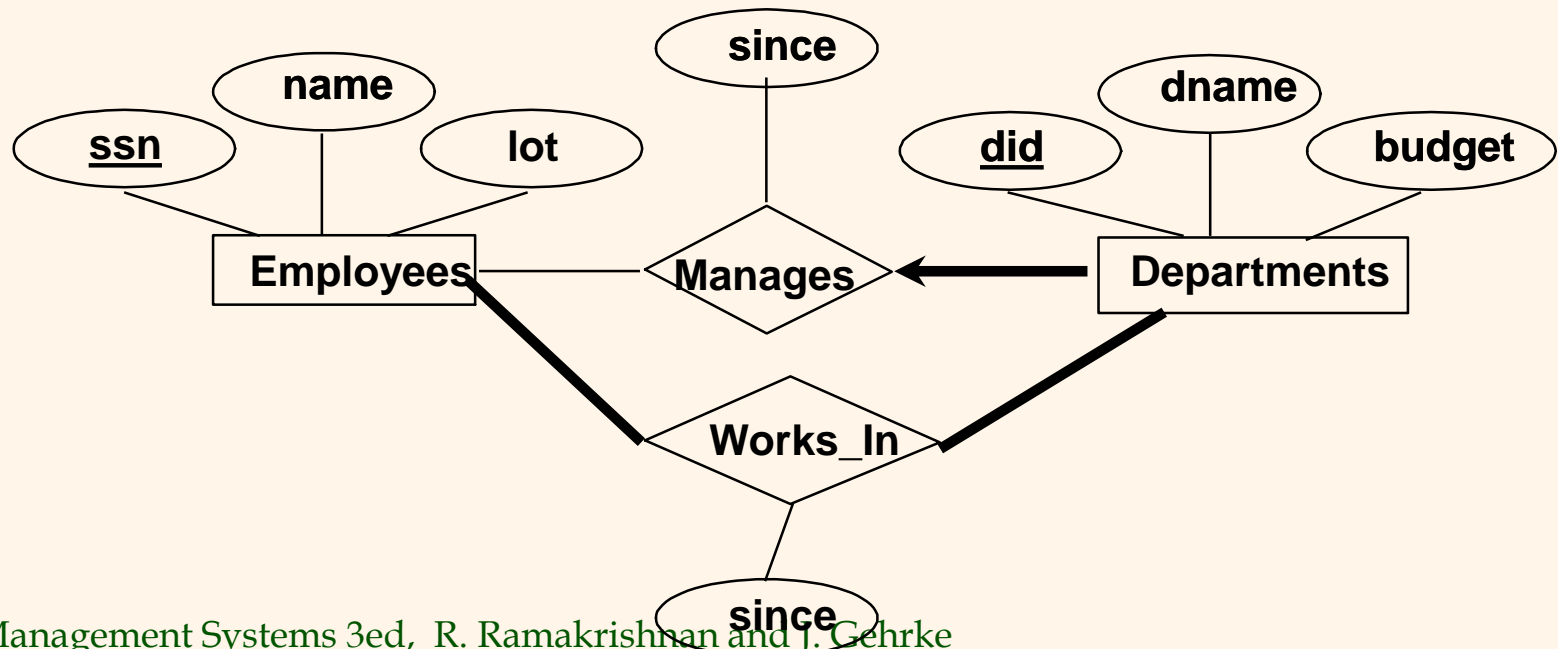 since
name
dname
ssn
lot
did
budget
Employees
Manages
Departments
Works_In
since
Management Systems 3ed, R. Ramakrishnan and J. Gehrke